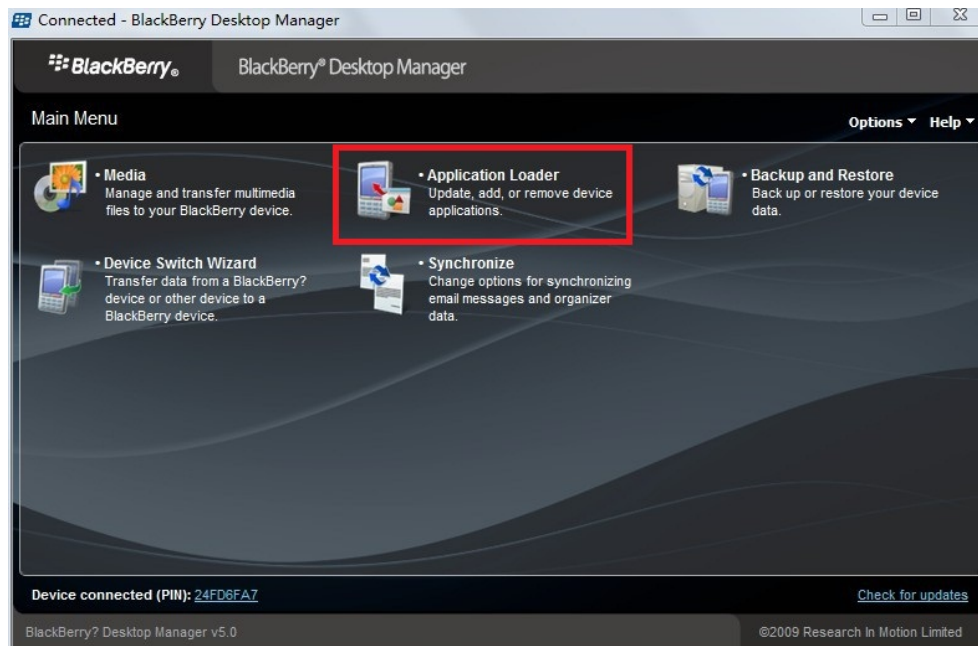 Connected - BlackBerry Desktop Manager
BlackBerry®
BlackBerry® Desktop Manager
Main Menu
Options
Help
• Media
Manage and transfer multimedia
files to your BlackBerry device.
• Application Loader
Update, add, or remove device
applications.
• Backup and Restore
Back up or restore your device
data.
• Device Switch Wizard
Transfer data from a BlackBerry?
device or other device to a
BlackBerry device.
• Synchronize
Change options for synchronizing
email messages and organizer
data.
Device connected (PIN): 24FD6FA7
Check for updates
BlackBerry? Desktop Manager v5.0
©2009 Research In Motion Limited